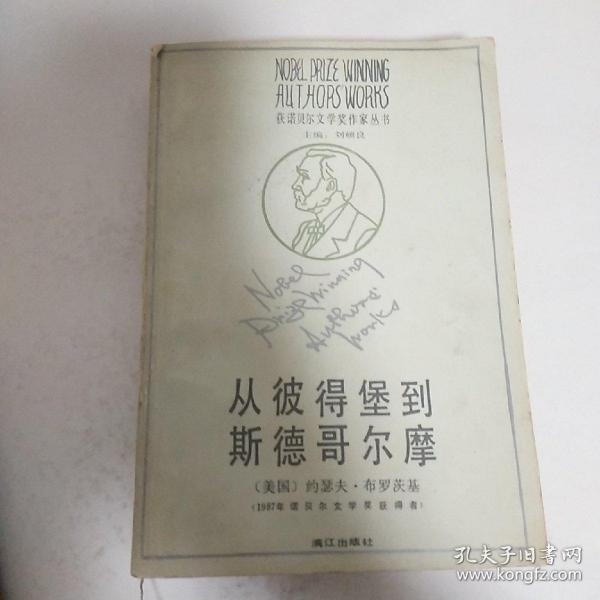 NOBEL PRIZE WINNING
AUTHORS WORKS
获诺贝尔文学奖作家丛书
主编：刘硕良
Nobel
Prize Winning
Authors'
Works
从彼得堡到
斯德哥尔摩
〔美国〕约瑟夫·布罗茨基
（1987年诺贝尔文学奖获得者）
漓江出版社
孔夫子旧书网
www.kongfz.com